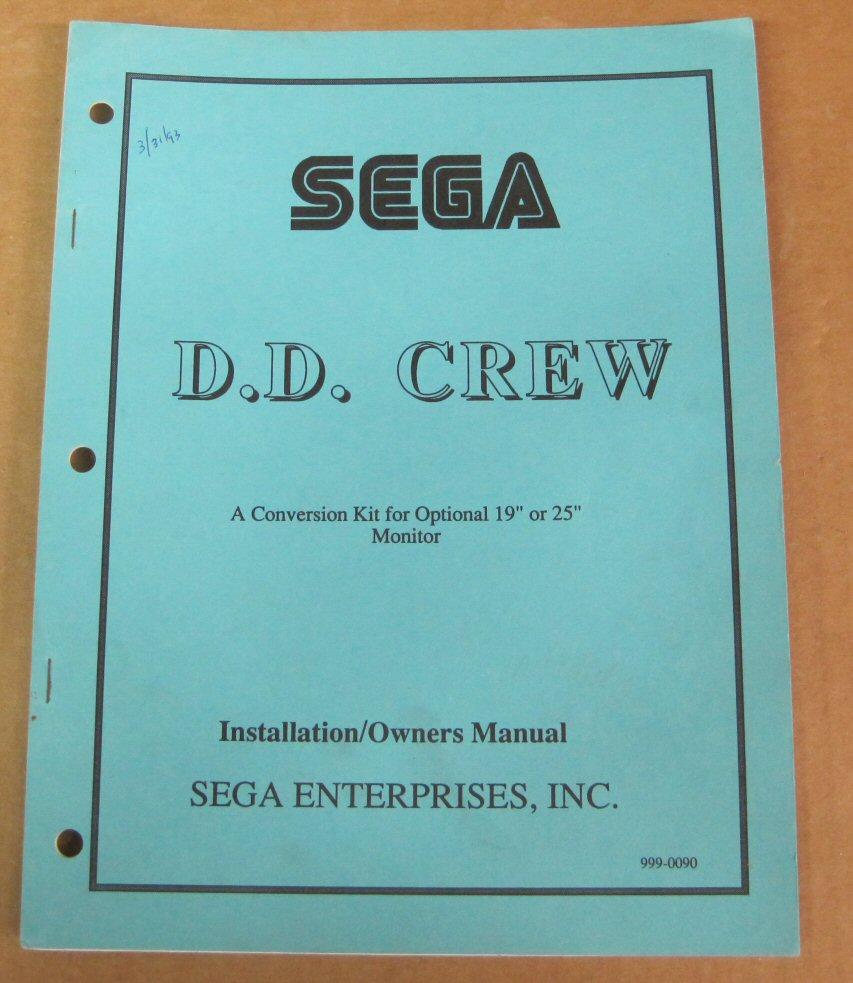 3/31/93
SEGA
D.D. CREW
A Conversion Kit for Optional 19" or 25"
Monitor
Installation/Owners Manual
SEGA ENTERPRISES, INC.
999-0090